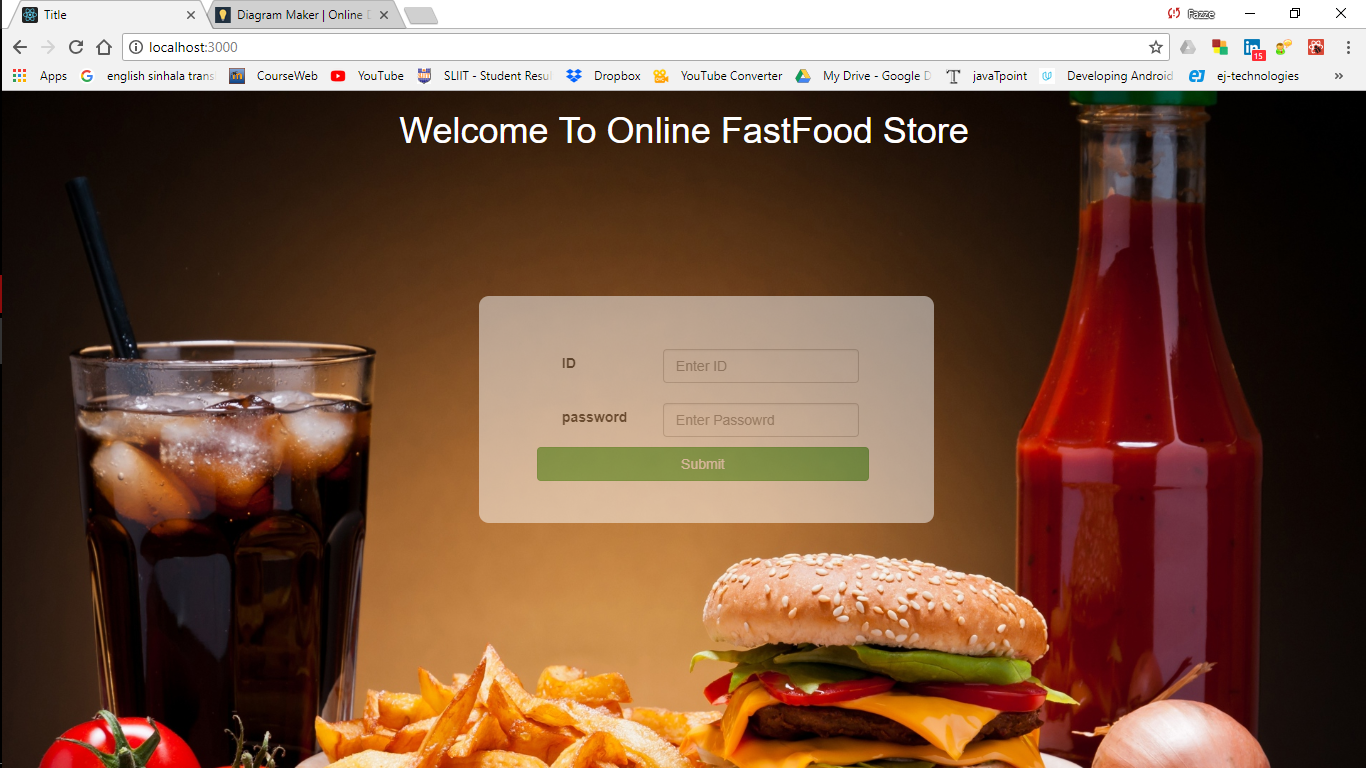 Title
Diagram Maker | Online D
Fazze
localhost:3000
15
Apps
english sinhala trans
CourseWeb
YouTube
SLIIT - Student Resul
Dropbox
YouTube Converter
My Drive - Google D
javaTpoint
Developing Android
ej-technologies
Welcome To Online FastFood Store
ID
Enter ID
password
Enter Passowrd
Submit